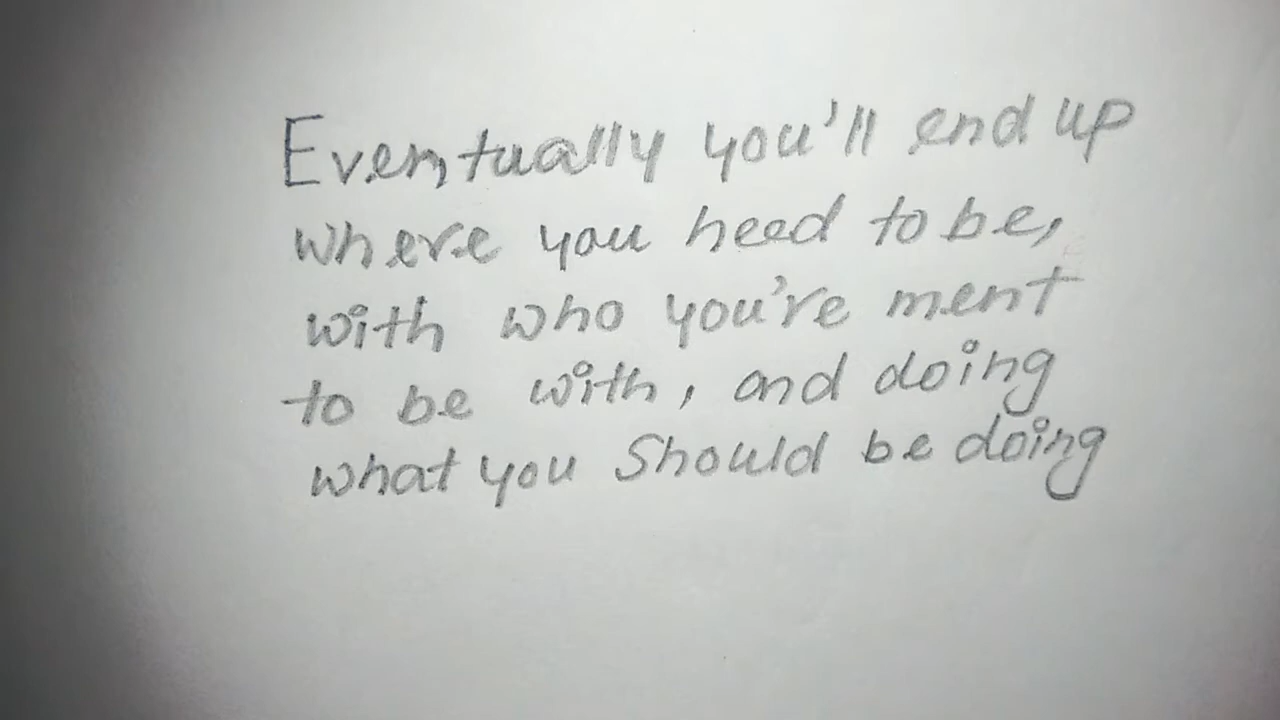 Eventually you'll end up
where you need to be,
with who you're ment
to be with, and doing
what you Should be doing